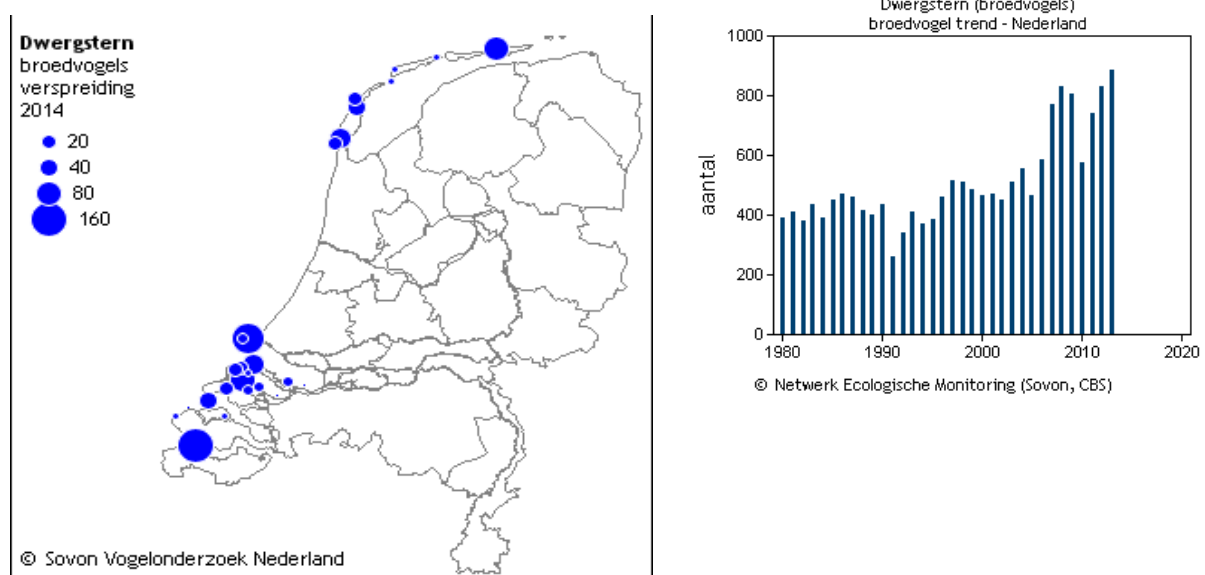 Dwergstern
broedvogels
verspreiding
2014
20
40
80
160
© Sovon Vogelonderzoek Nederland
Dwergstern (broedvogels)
broedvogel trend - Nederland
aantal
1000
800
600
400
200
0
1980 1990 2000 2010 2020
© Netwerk Ecologische Monitoring (Sovon, CBS)